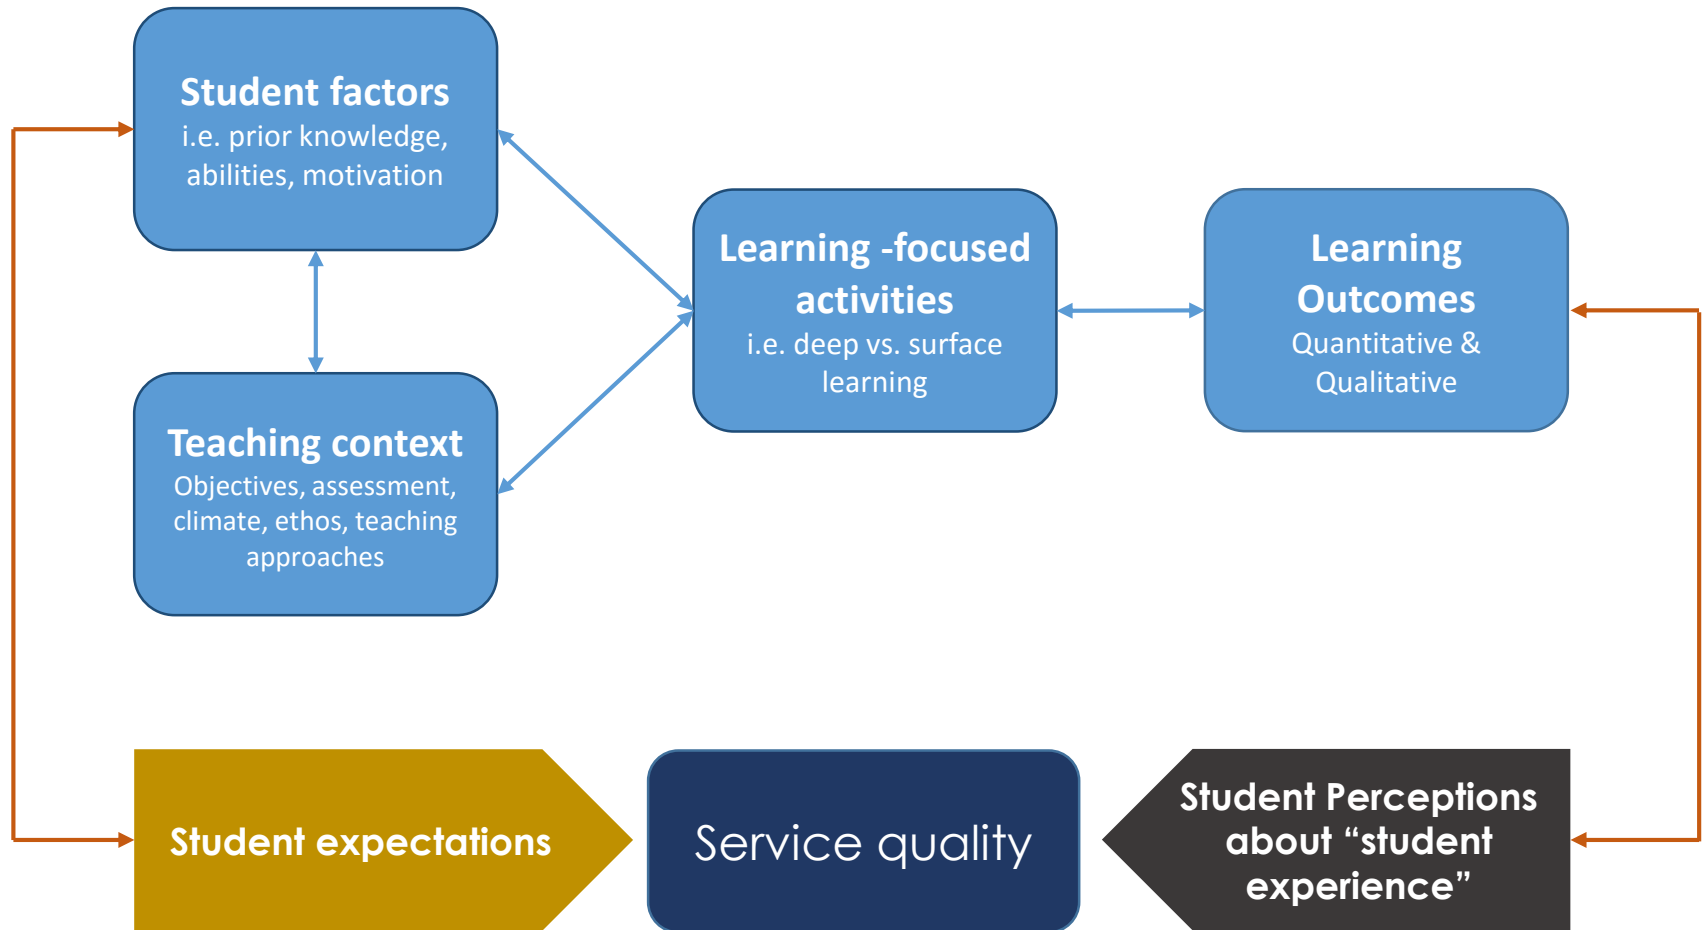 Student factors
i.e. prior knowledge,
abilities, motivation
Teaching context
Objectives, assessment,
climate, ethos, teaching
approaches
Learning -focused
activities
i.e. deep vs. surface
learning
Learning
Outcomes
Quantitative &
Qualitative
Student expectations
Service quality
Student Perceptions
about “student
experience”